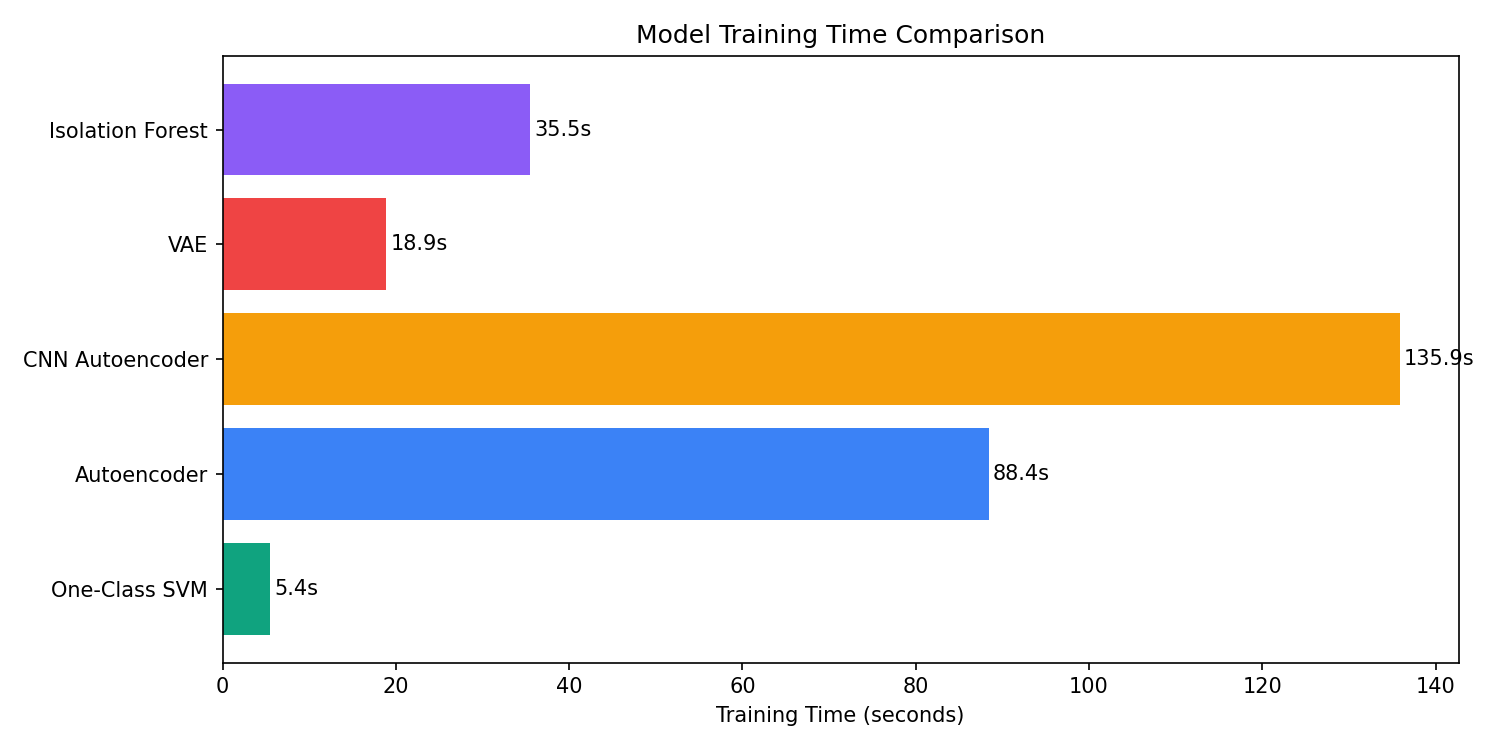 Model Training Time Comparison
Isolation Forest
35.5s
VAE
18.9s
CNN Autoencoder
135.9s
Autoencoder
88.4s
One-Class SVM
5.4s
0 20 40 60 80 100 120 140
Training Time (seconds)